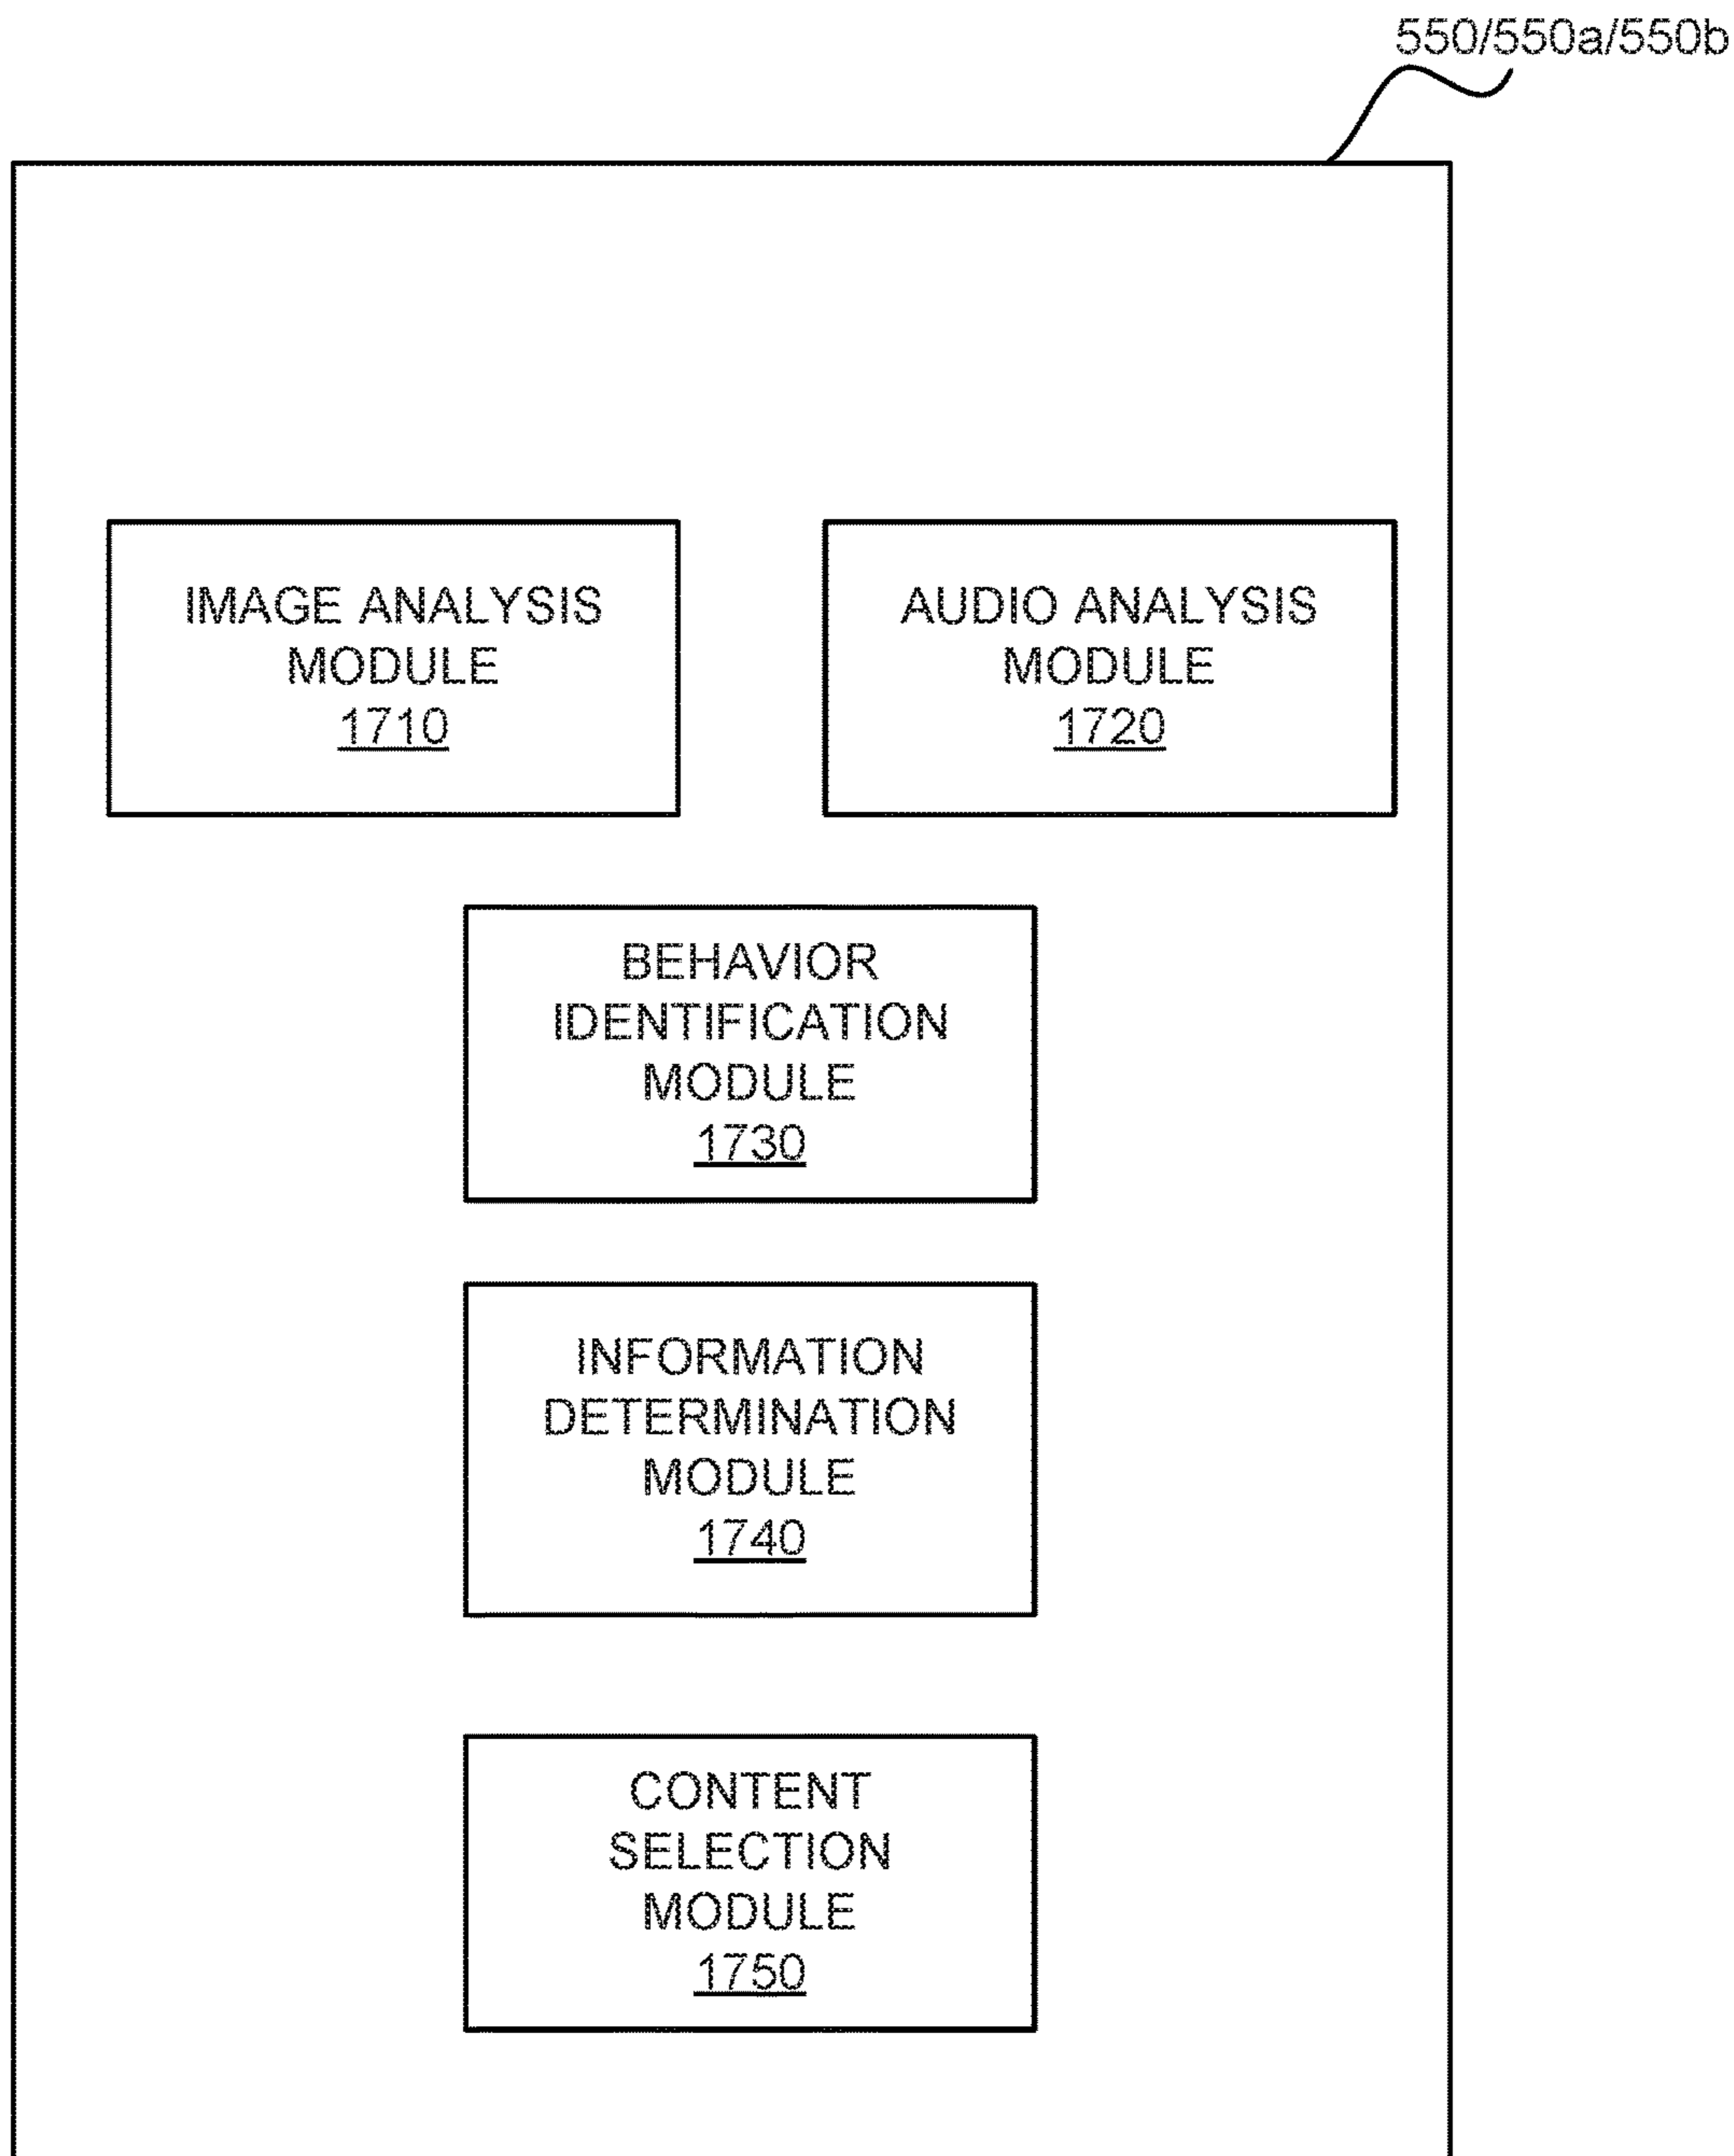 550/550a/550b
IMAGE ANALYSIS
MODULE
1710
AUDIO ANALYSIS
MODULE
1720
BEHAVIOR
IDENTIFICATION
MODULE
1730
INFORMATION
DETERMINATION
MODULE
1740
CONTENT
SELECTION
MODULE
1750